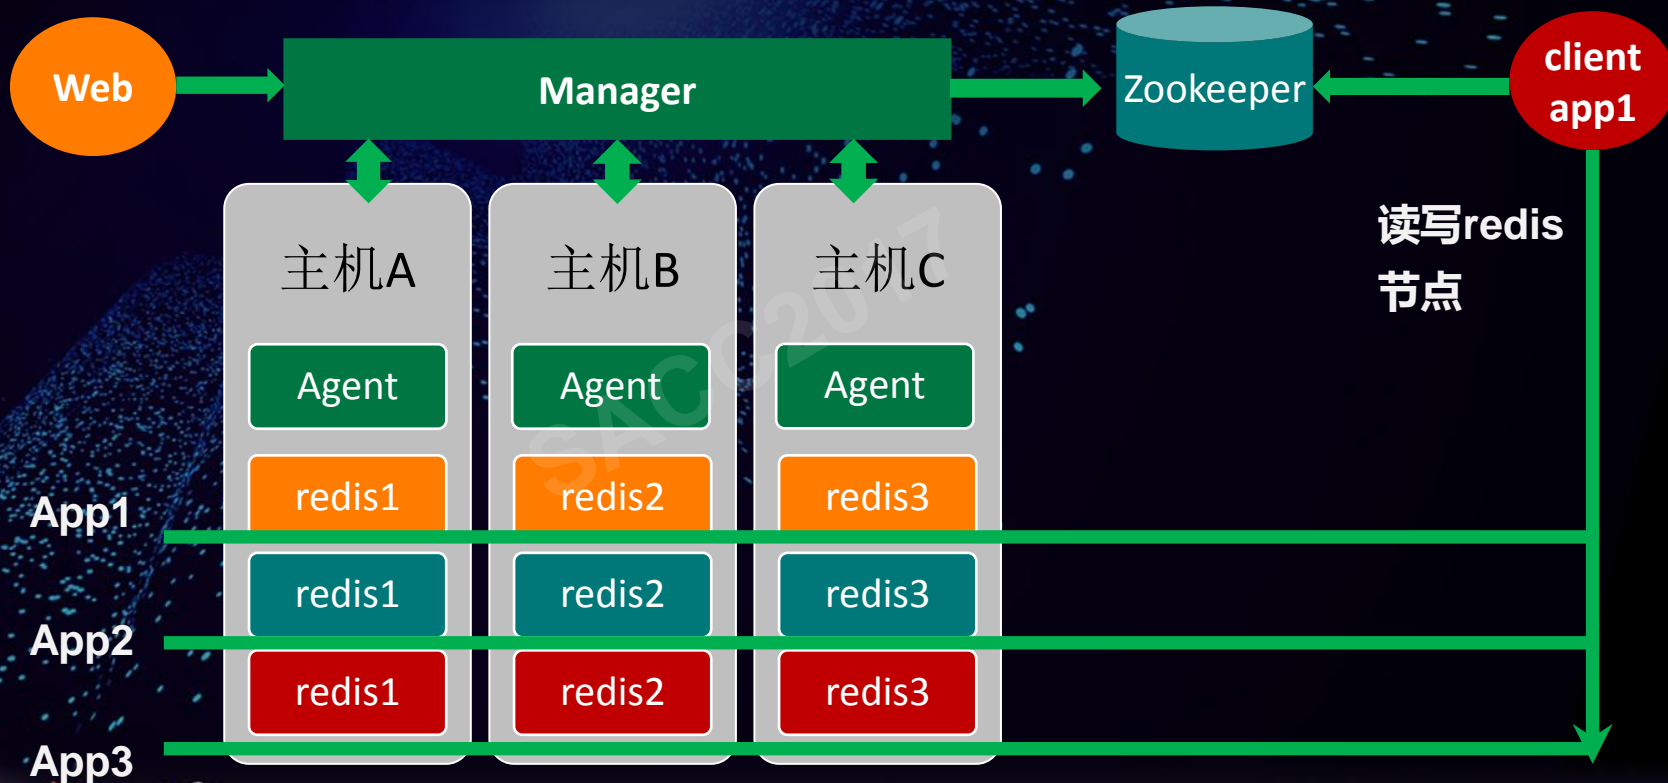 Web
Manager
Zookeeper
client
app1
读写redis
节点
主机A
主机B
主机C
Agent
Agent
Agent
App1
redis1
redis2
redis3
redis1
redis2
redis3
App2
redis1
redis2
redis3
App3
SACC2017